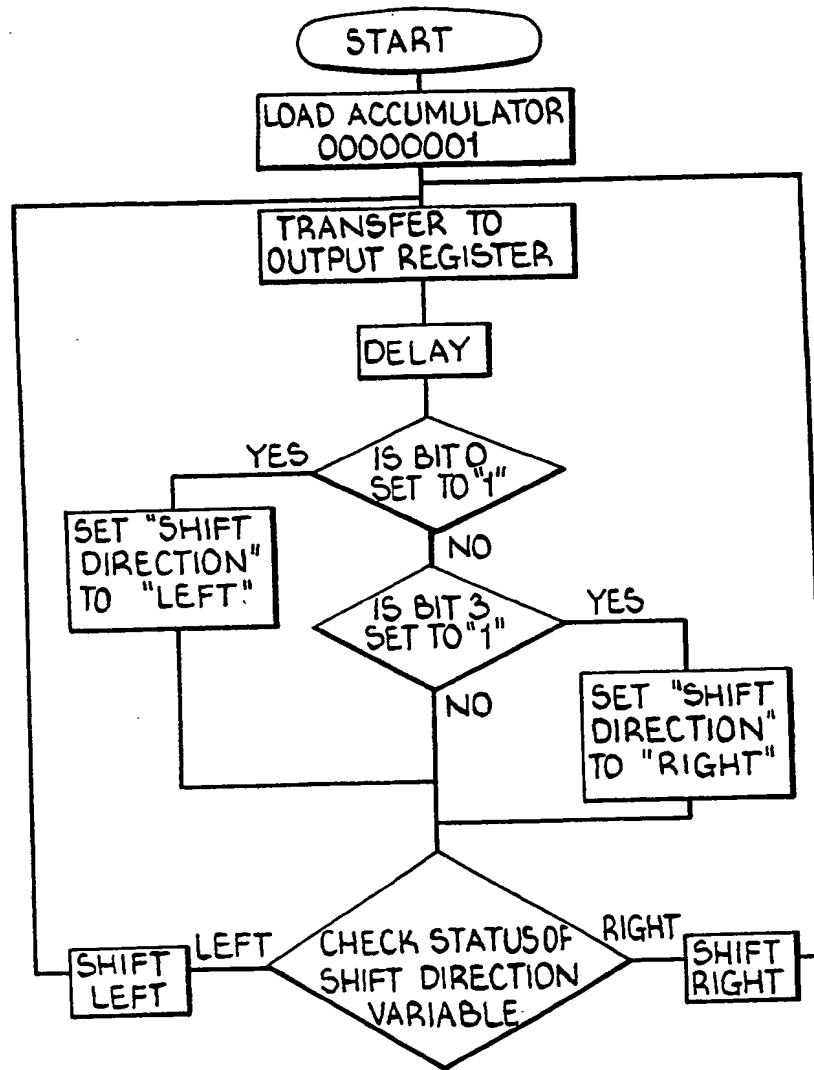 START
LOAD ACCUMULATOR
00000001
TRANSFER TO
OUTPUT REGISTER
DELAY
YES
IS BIT 0
SET TO "1"
SET "SHIFT
DIRECTION"
TO "LEFT."
NO
IS BIT 3
SET TO "1"
YES
NO
SET "SHIFT
DIRECTION"
TO "RIGHT"
SHIFT
LEFT
LEFT
CHECK STATUS OF
SHIFT DIRECTION
VARIABLE
RIGHT
SHIFT
RIGHT